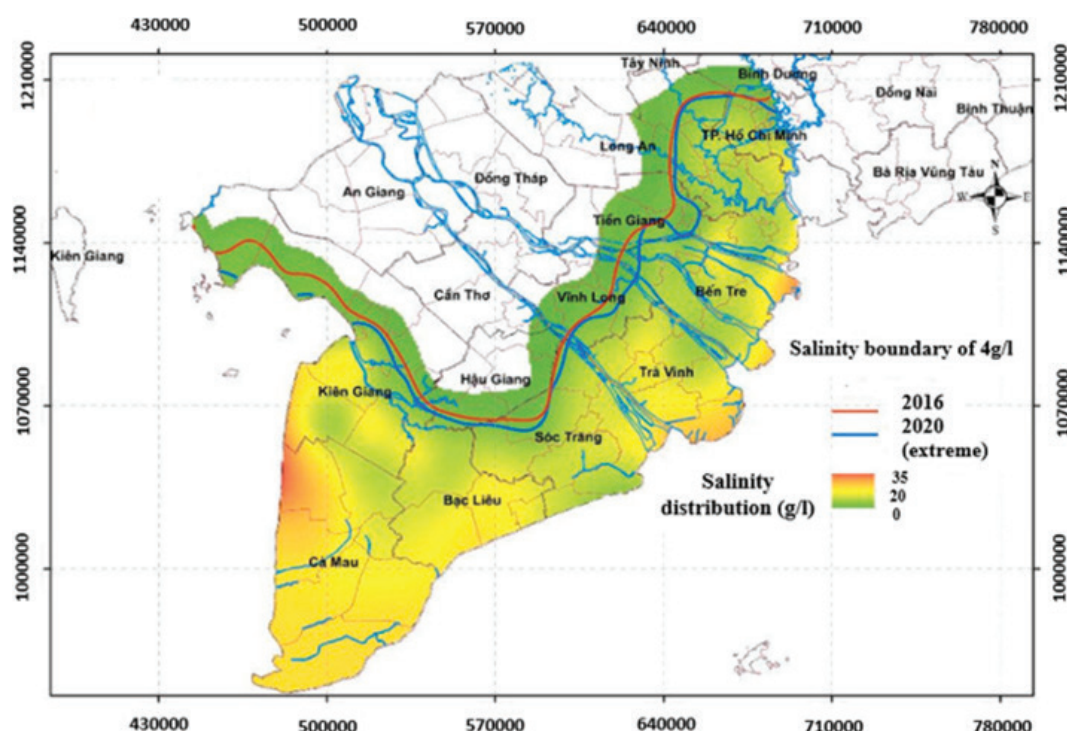 430000 500000 570000 640000 710000 780000
1210000
1140000
1070000
1000000
Tây Ninh
Bình Dương
Đồng Nai
Bình Thuận
TP. Hồ Chí Minh
Long An
Bà Rịa Vũng Tàu
N
W E
S
An Giang
Đồng Tháp
Tiền Giang
Kiên Giang
Cần Thơ
Vĩnh Long
Bến Tre
Salinity boundary of 4g/l
Hậu Giang
Trà Vinh
Kiên Giang
2016
2020
(extreme)
Sóc Trăng
Bạc Liêu
Salinity
distribution (g/l)
35
20
0
Cà Mau
1210000
1140000
1070000
1000000
430000 500000 570000 640000 710000 780000